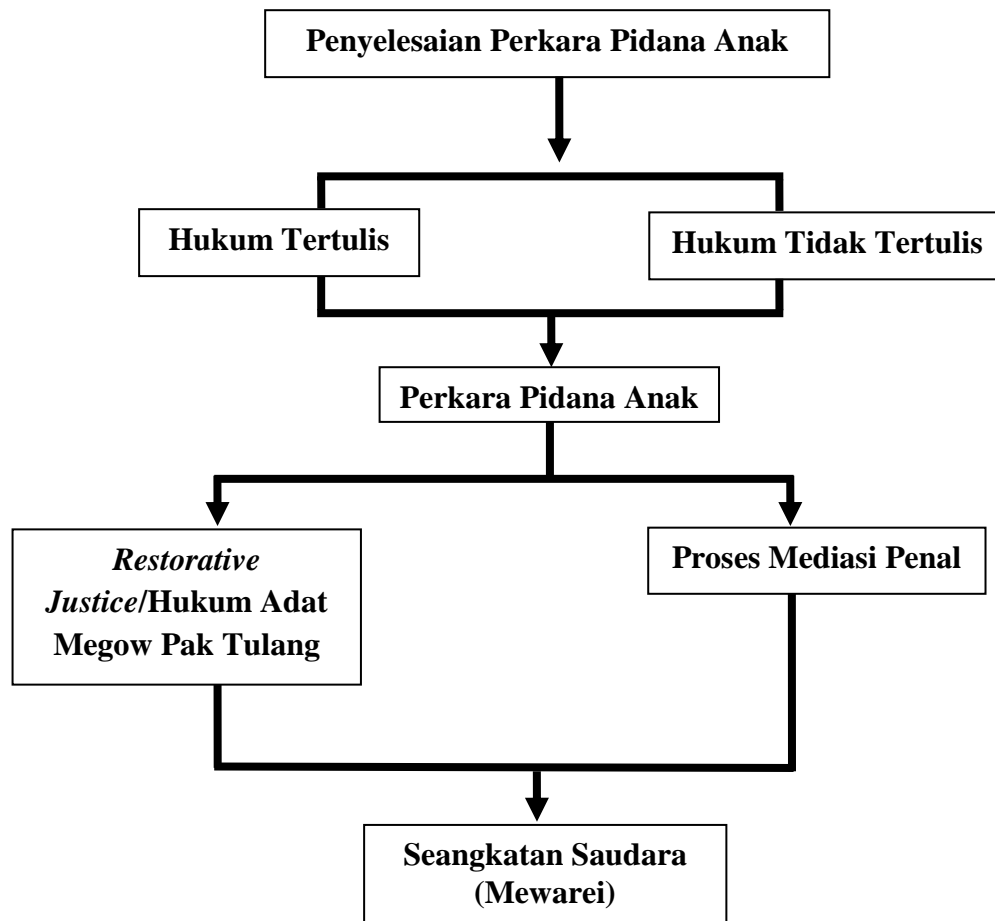 Penyelesaian Perkara Pidana Anak
Hukum Tertulis
Hukum Tidak Tertulis
Perkara Pidana Anak
Restorative
Justice/Hukum Adat
Megow Pak Tulang
Proses Mediasi Penal
Seangkatan Saudara
(Mewarei)